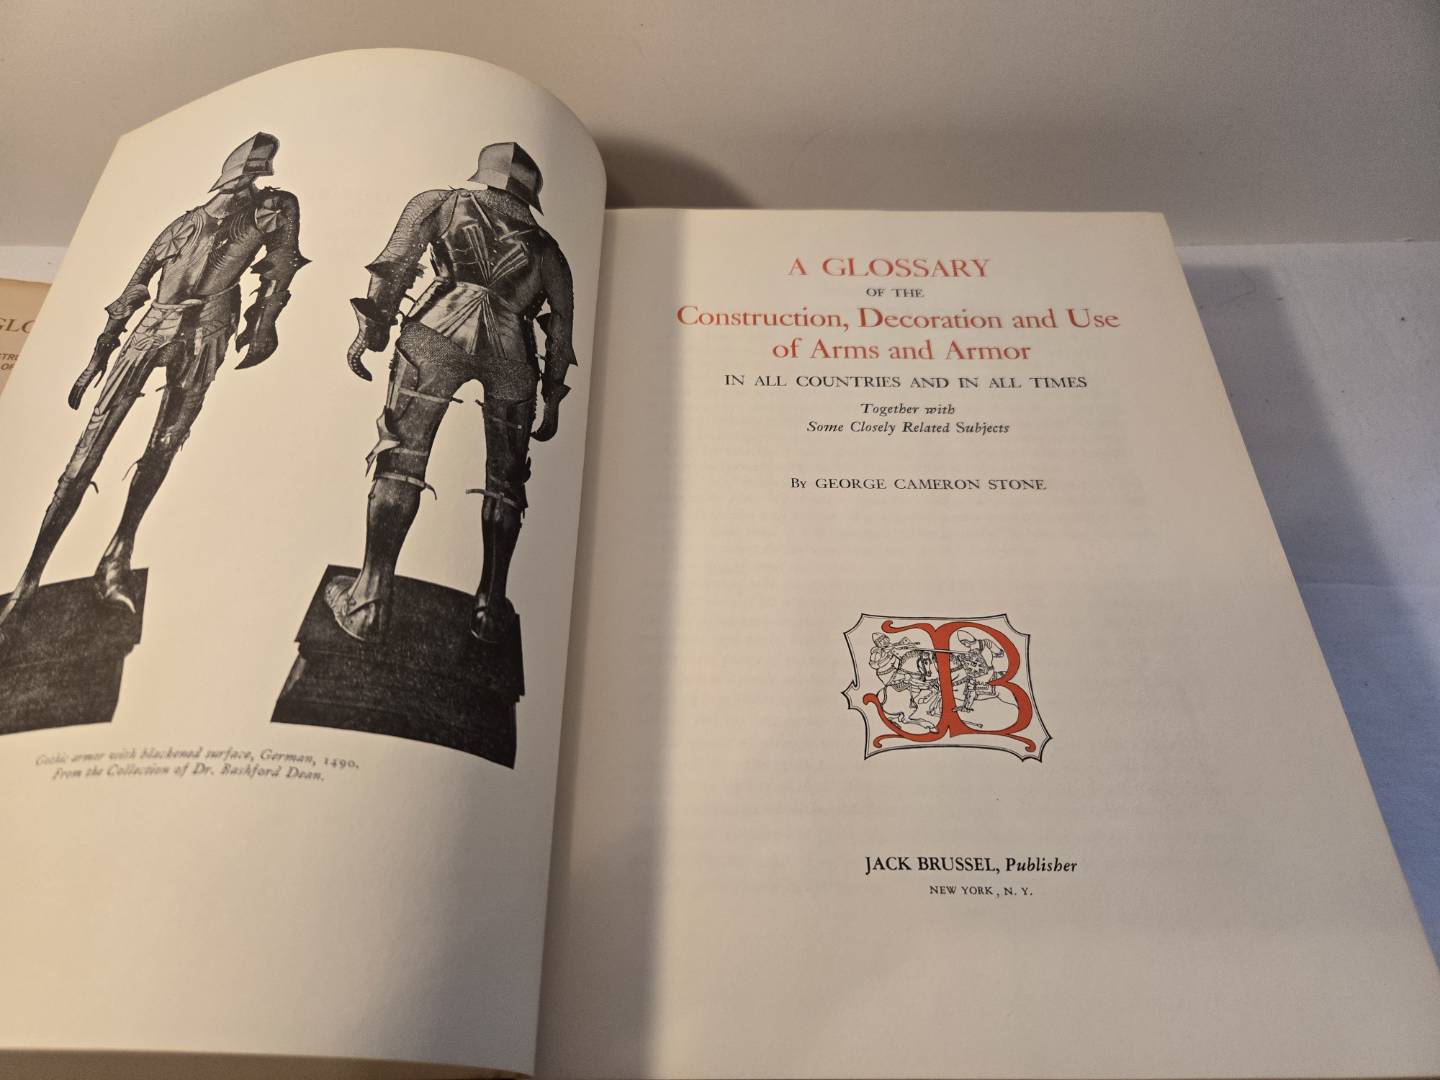 Gothic armor with blackened surface, German, 1490.
From the Collection of Dr. Bashford Dean.
A GLOSSARY
OF THE
Construction, Decoration and Use
of Arms and Armor
IN ALL COUNTRIES AND IN ALL TIMES
Together with
Some Closely Related Subjects
By GEORGE CAMERON STONE
B
JACK BRUSSEL, Publisher
NEW YORK, N. Y.